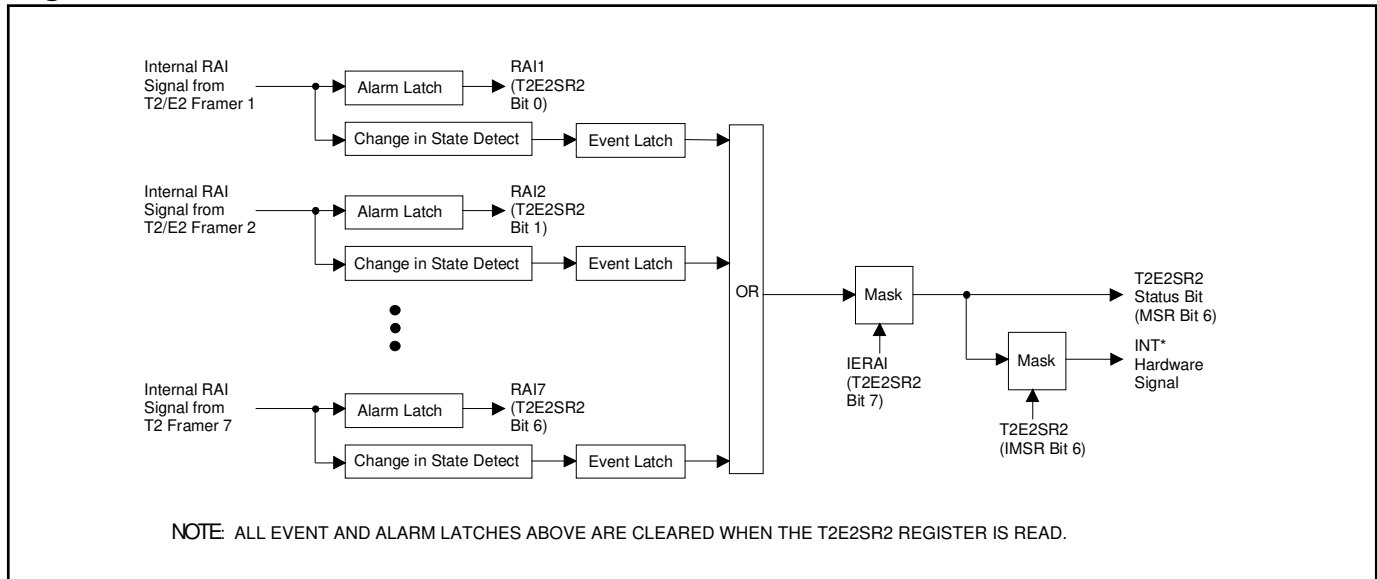 Internal RAI
Signal from
T2/E2 Framer 1
Alarm Latch
RAI1
(T2E2SR2
Bit 0)
Change in State Detect
Event Latch
Internal RAI
Signal from
T2/E2 Framer 2
Alarm Latch
RAI2
(T2E2SR2
Bit 1)
Change in State Detect
Event Latch
OR
Mask
T2E2SR2
Status Bit
(MSR Bit 6)
IERAI
(T2E2SR2
Bit 7)
Mask
INT*
Hardware
Signal
T2E2SR2
(IMSR Bit 6)
Internal RAI
Signal from
T2 Framer 7
Alarm Latch
RAI7
(T2E2SR2
Bit 6)
Change in State Detect
Event Latch
NOTE: ALL EVENT AND ALARM LATCHES ABOVE ARE CLEARED WHEN THE T2E2SR2 REGISTER IS READ.